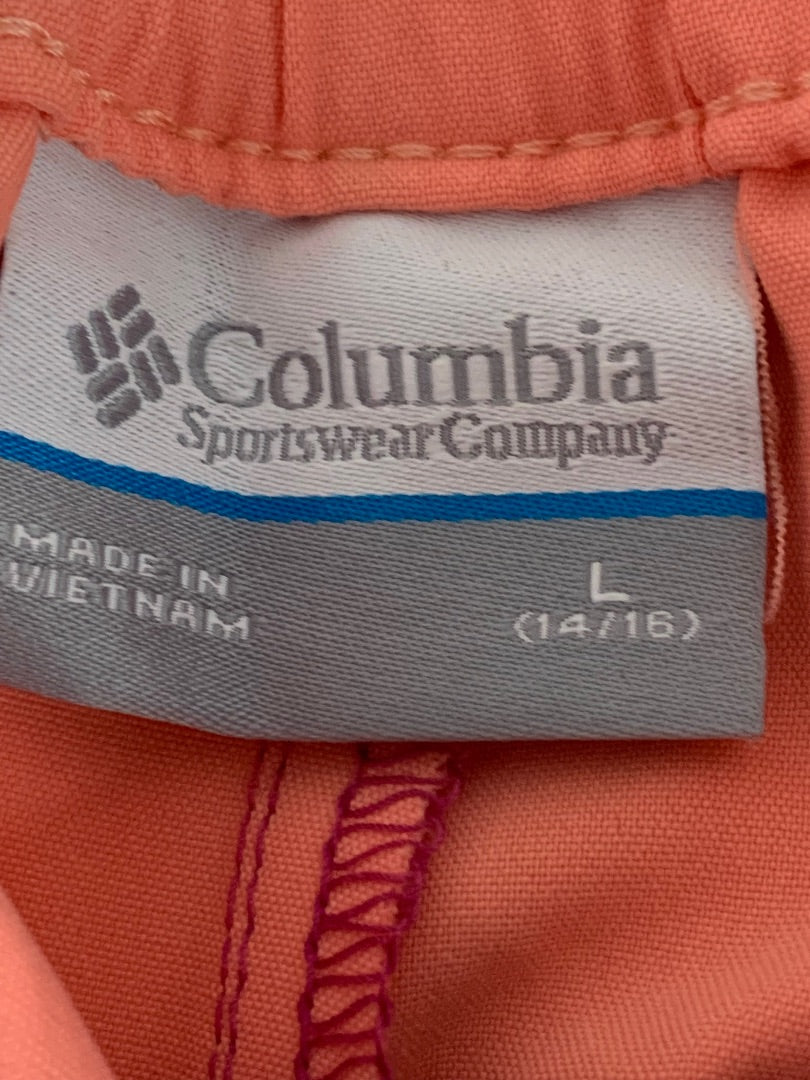 Columbia
Sportswear Company
MADE IN
VIETNAM
L
(14/16)